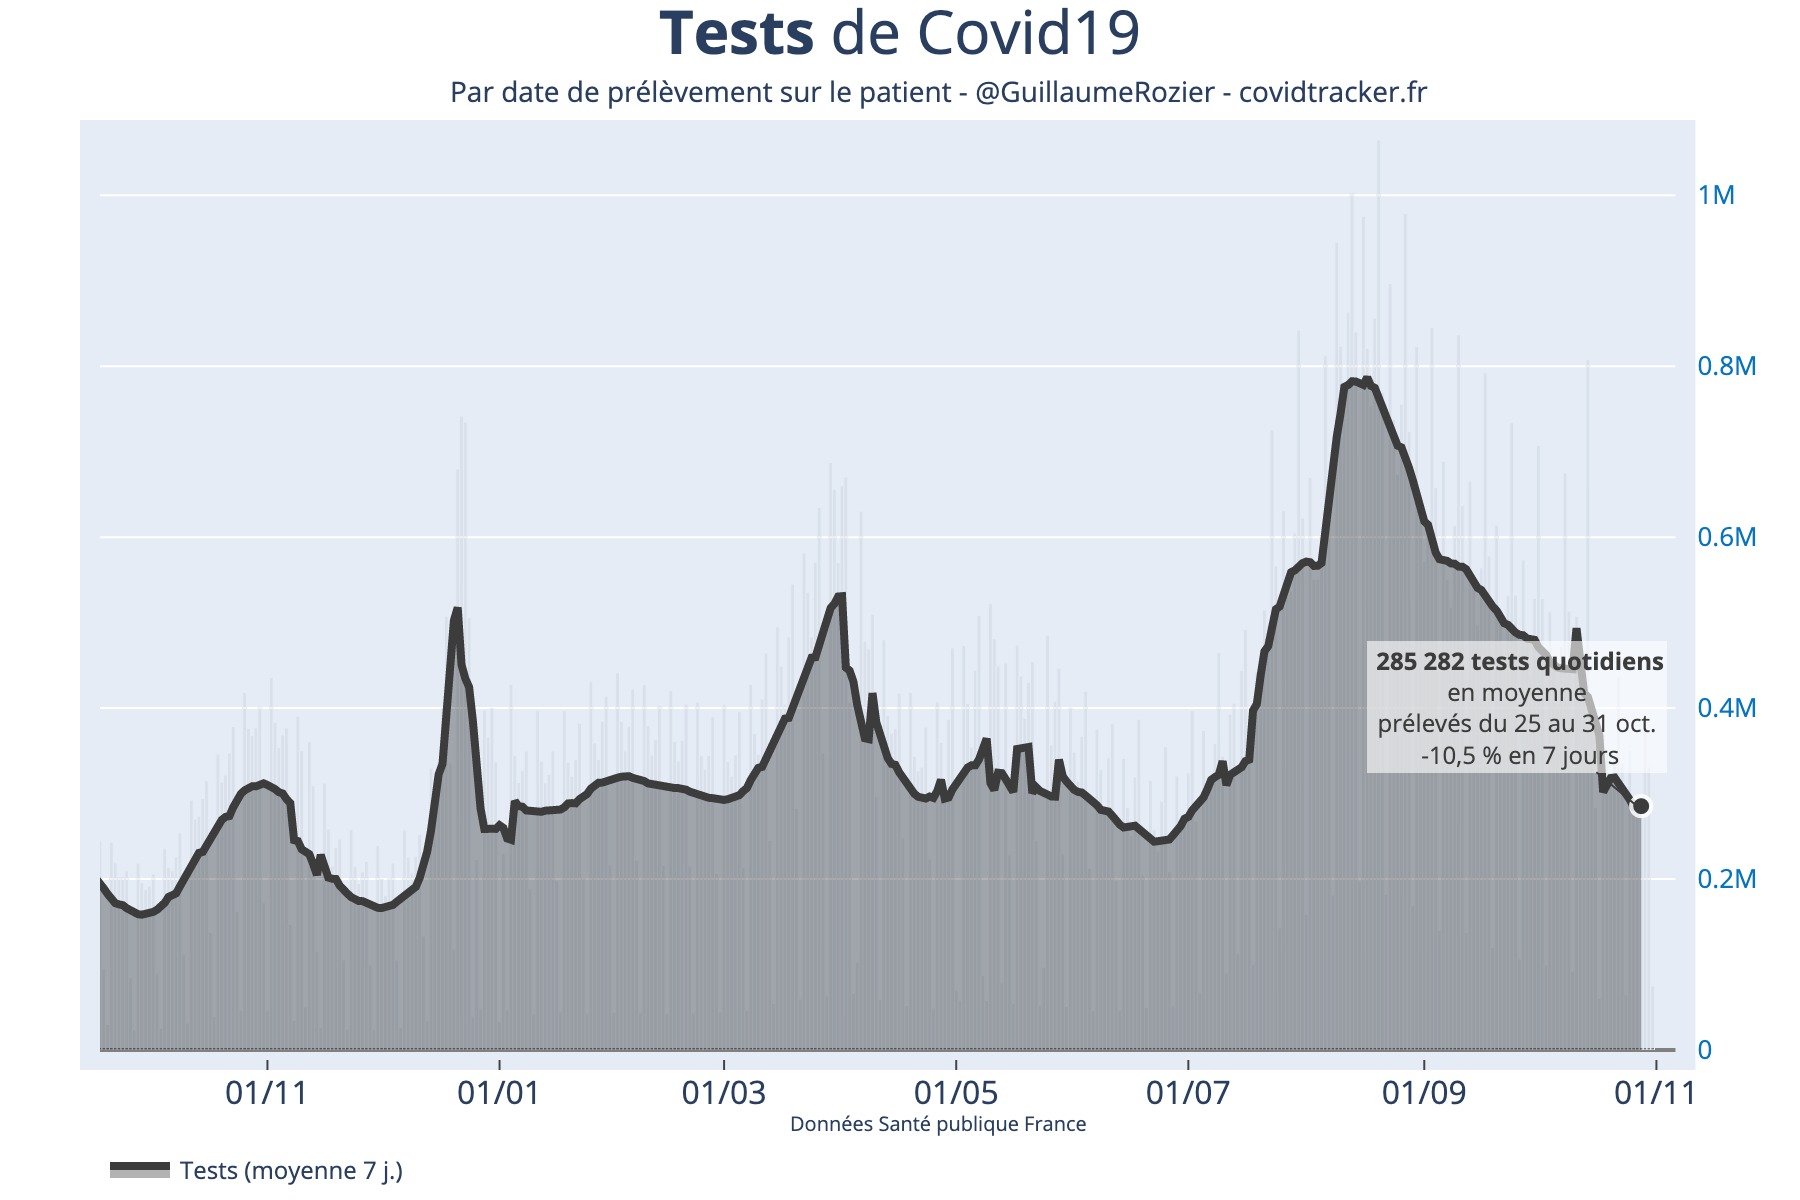 Tests de Covid19
Par date de prélèvement sur le patient - @GuillaumeRozier - covidtracker.fr
1M
0.8M
0.6M
285 282 tests quotidiens
en moyenne
prélevés du 25 au 31 oct.
-10,5 % en 7 jours
0.4M
0.2M
0
01/11
01/01
01/03
01/05
01/07
01/09
01/11
Données Santé publique France
Tests (moyenne 7 j.)